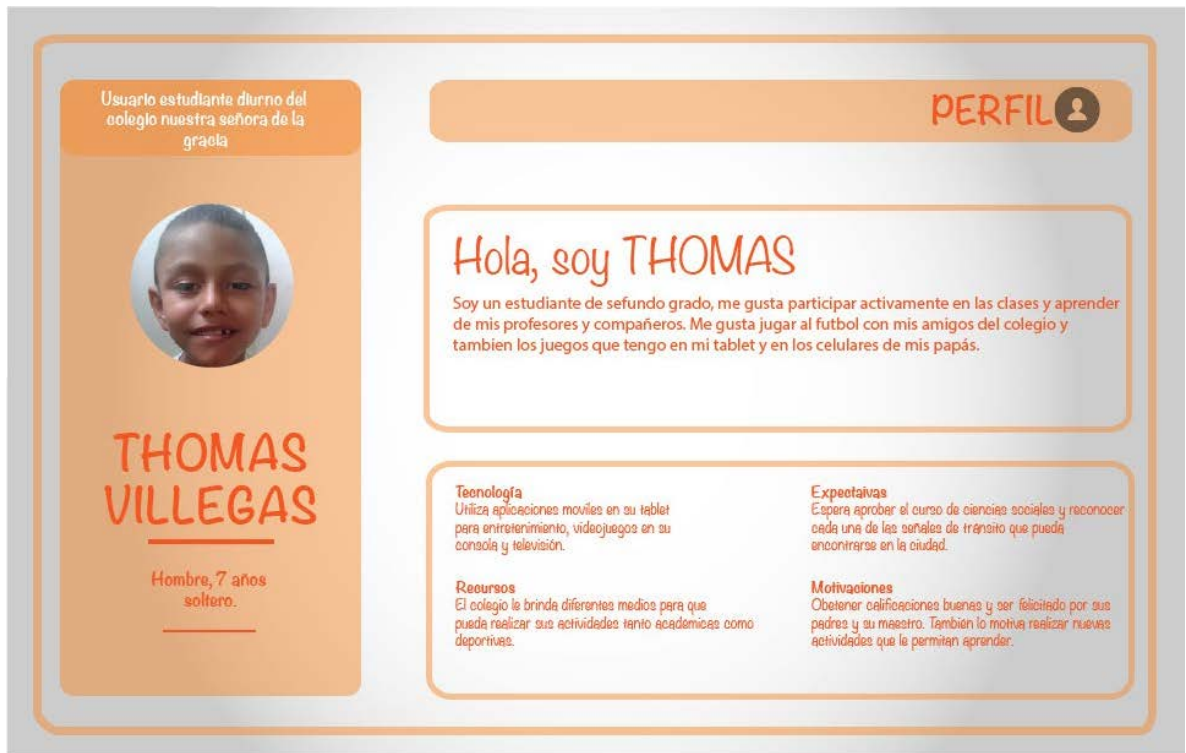 Usuario estudiante diurno del
colegio nuestra señora de la
gracia
THOMAS
VILLEGAS
Hombre, 7 años
soltero.
PERFIL
Hola, soy THOMAS
Soy un estudiante de sefundo grado, me gusta participar activamente en las clases y aprender
de mis profesores y compañeros. Me gusta jugar al futbol con mis amigos del colegio y
tambien los juegos que tengo en mi tablet y en los celulares de mis papás.
Tecnología
Utiliza aplicaciones moviles en su tablet
para entretenimiento, videojuegos en su
consola y televisión.
Recursos
El colegio le brinda diferentes medios para que
pueda realizar sus actividades tanto académicas como
deportivas.
Expectaivas
Espera aprobar el curso de ciencias sociales y reconocer
cada una de las señales de tránsito que pueda
encontrarse en la ciudad.
Motivaciones
Obetener calificaciones buenas y ser felicitado por sus
padres y su maestro. Tambien lo motiva realizar nuevas
actividades que le permitan aprender.